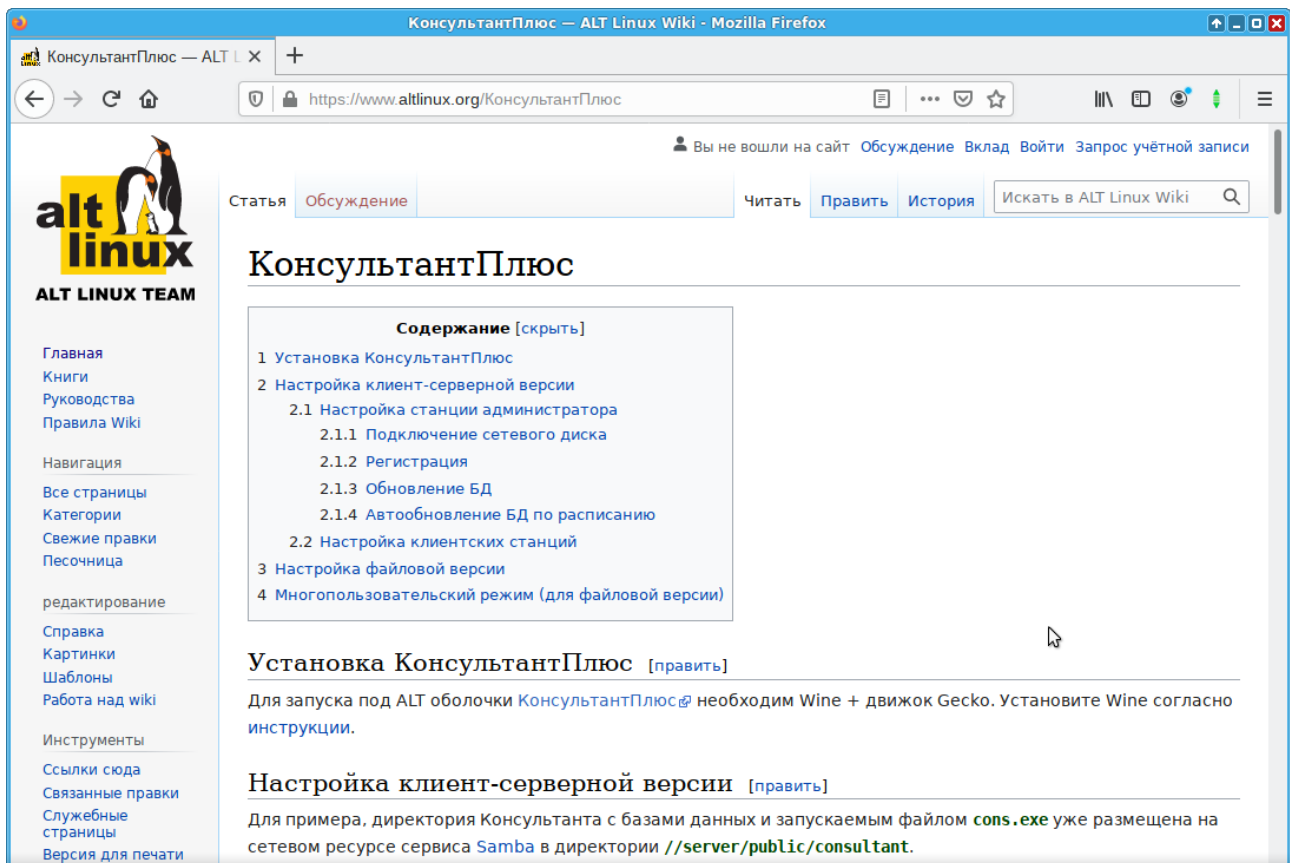 КонсультантПлюс — ALT Linux Wiki - Mozilla Firefox
КонсультантПлюс — ALT L
https://www.altlinux.org/КонсультантПлюс
Вы не вошли на сайт Обсуждение Вклад Войти Запрос учётной записи
alt
linux
ALT LINUX TEAM
Статья Обсуждение Читать Править История Искать в ALT Linux Wiki
КонсультантПлюс
Содержание [скрыть]
1 Установка КонсультантПлюс
2 Настройка клиент-серверной версии
2.1 Настройка станции администратора
2.1.1 Подключение сетевого диска
2.1.2 Регистрация
2.1.3 Обновление БД
2.1.4 Автообновление БД по расписанию
2.2 Настройка клиентских станций
3 Настройка файловой версии
4 Многопользовательский режим (для файловой версии)
Главная
Книги
Руководства
Правила Wiki
Навигация
Все страницы
Категории
Свежие правки
Песочница
редактирование
Справка
Картинки
Шаблоны
Работа над wiki
Инструменты
Ссылки сюда
Связанные правки
Служебные
страницы
Версия для печати
Установка КонсультантПлюс [править]
Для запуска под ALT оболочки КонсультантПлюс необходим Wine + движок Gecko. Установите Wine согласно
инструкции.
Настройка клиент-серверной версии [править]
Для примера, директория Консультанта с базами данных и запускаемым файлом cons.exe уже размещена на
сетевом ресурсе сервиса Samba в директории //server/public/consultant.